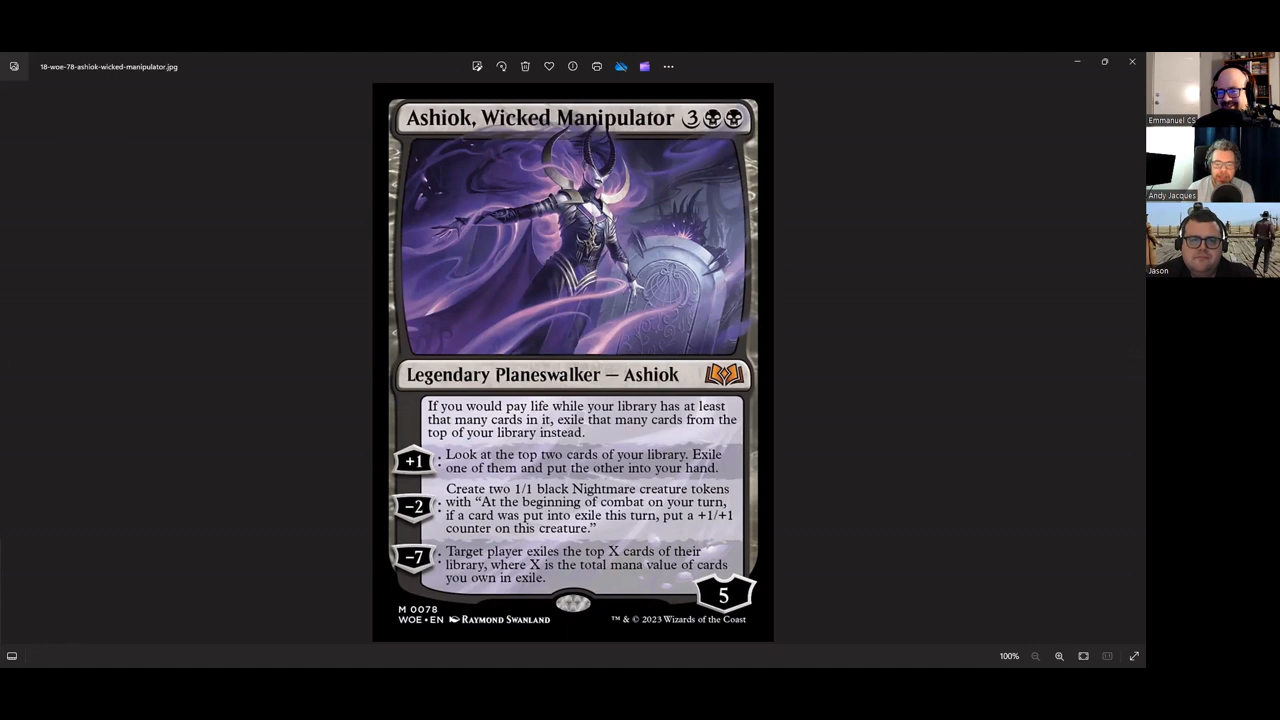 18-woe-78-ashiok-wicked-manipulator.jpg
Emmanuel CS
Andy Jacques
Jason
Ashiok, Wicked Manipulator 3
Legendary Planeswalker — Ashiok
If you would pay life while your library has at least
that many cards in it, exile that many cards from the
top of your library instead.
+1 : Look at the top two cards of your library. Exile
one of them and put the other into your hand.
Create two 1/1 black Nightmare creature tokens
−2 : with “At the beginning of combat on your turn,
if a card was put into exile this turn, put a +1/+1
counter on this creature.”
−7 : Target player exiles the top X cards of their
library, where X is the total mana value of cards
you own in exile.
5
M 0078
WOE • EN Raymond Swanland
™ & © 2023 Wizards of the Coast
100%